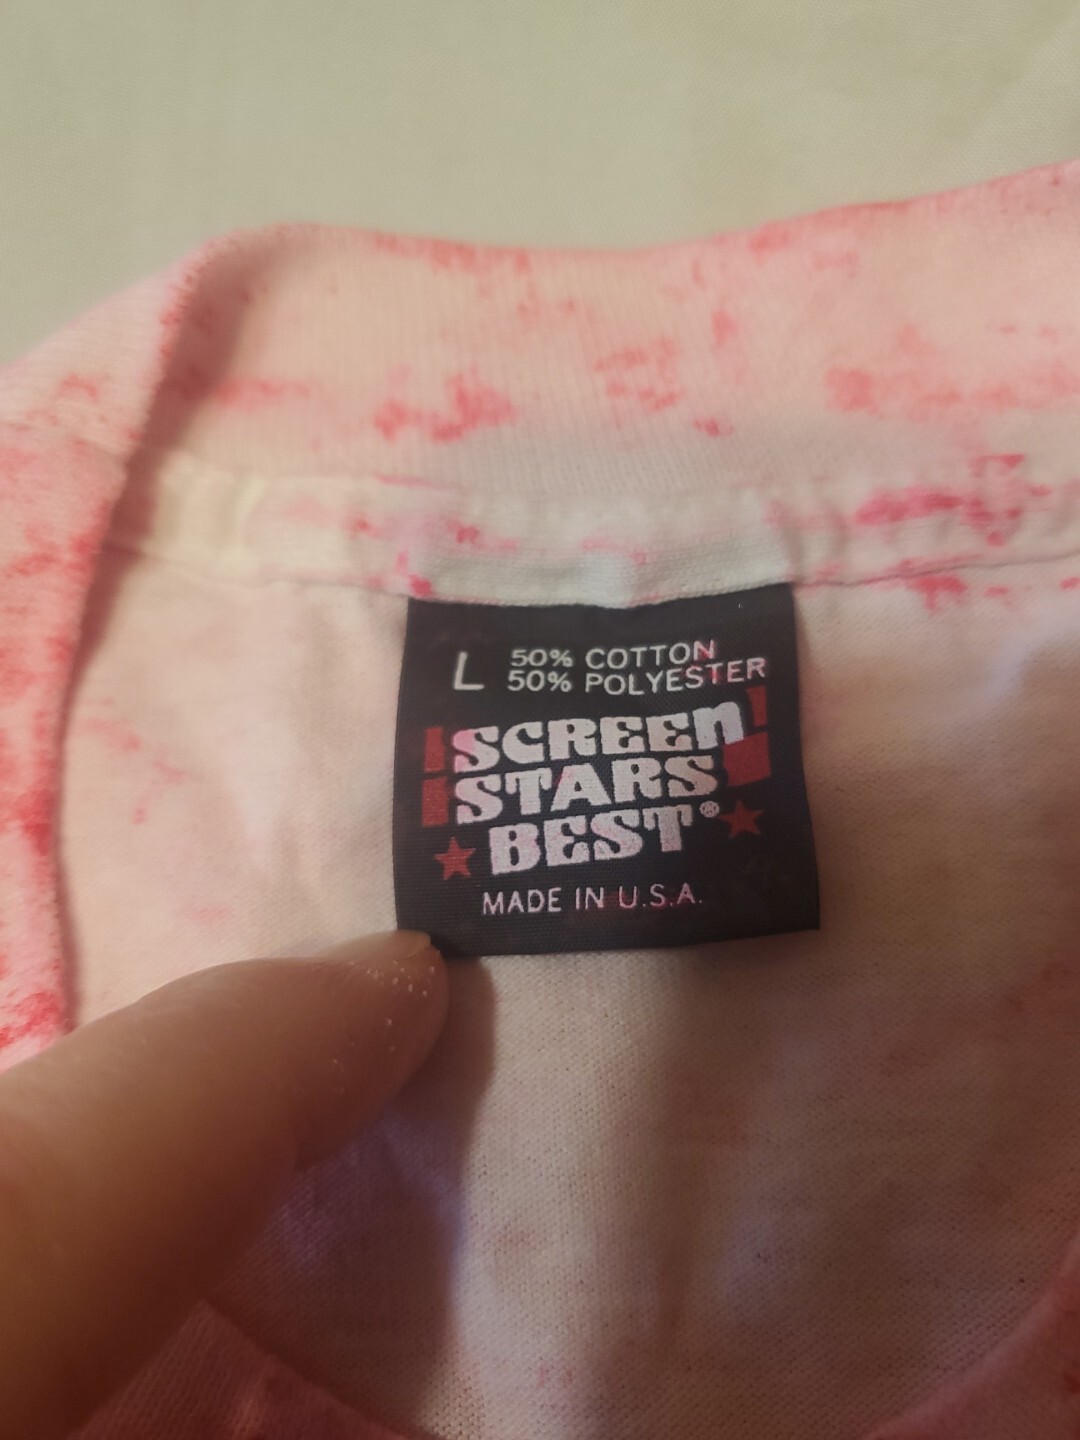 L 50% COTTON
50% POLYESTER
SCREEN
STARS
BEST®
MADE IN U.S.A.